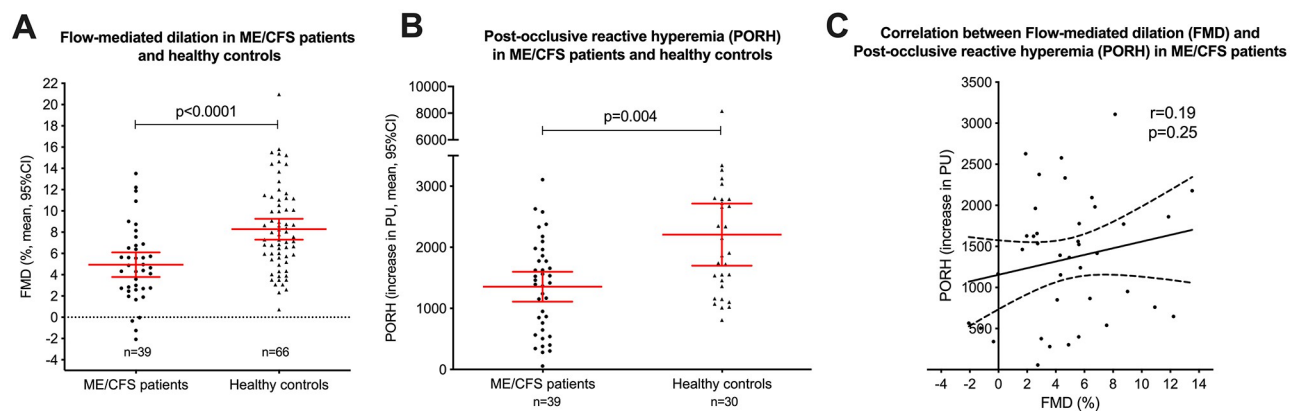 A
Flow-mediated dilation in ME/CFS patients
and healthy controls
22
20
18
16
14
12
10
8
6
4
2
0
-2
-4
FMD (%, mean, 95%CI)
p<0.0001
n=39
n=66
ME/CFS patients
Healthy controls
B
Post-occlusive reactive hyperemia (PORH)
in ME/CFS patients and healthy controls
10000
8000
6000
3000
2000
1000
0
PORH (increase in PU, mean, 95%CI)
p=0.004
ME/CFS patients
Healthy controls
n=39
n=30
C
Correlation between Flow-mediated dilation (FMD) and
Post-occlusive reactive hyperemia (PORH) in ME/CFS patients
3500
3000
2500
2000
1500
1000
500
PORH (increase in PU)
r=0.19
p=0.25
-4
-2
0
2
4
6
8
10
12
14
FMD (%)